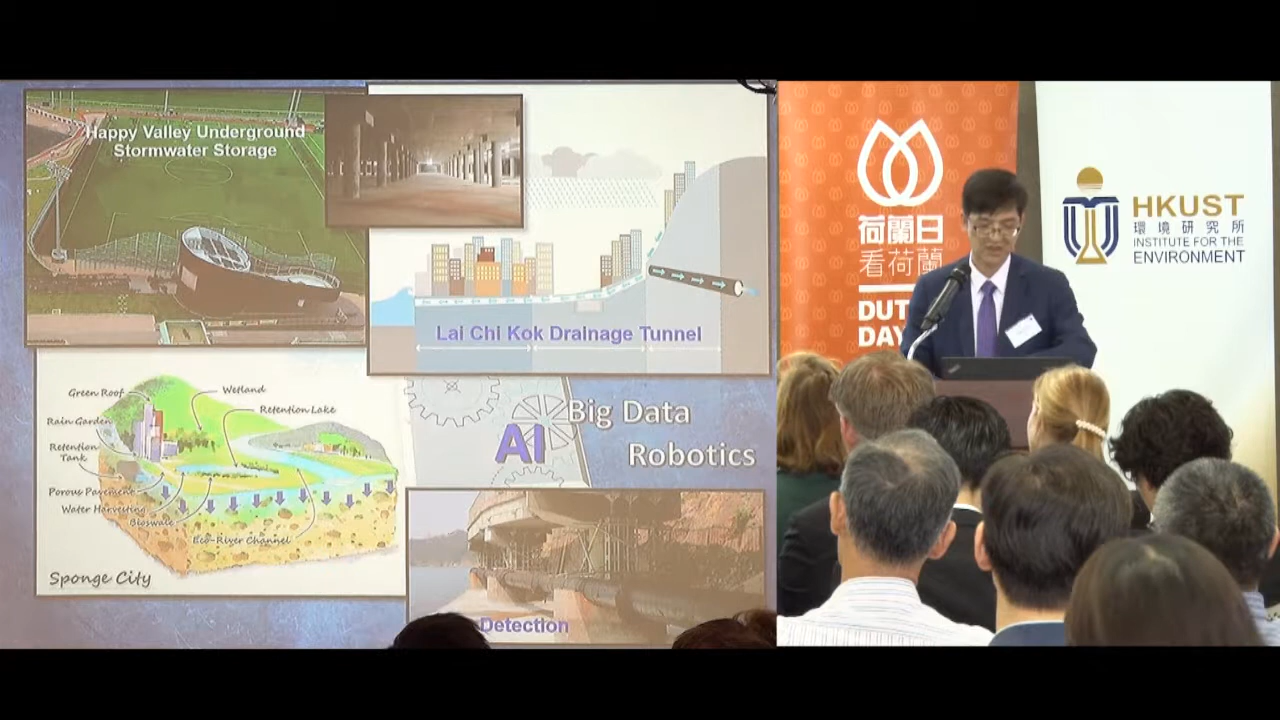 Happy Valley Underground
Stormwater Storage
Lai Chi Kok Drainage Tunnel
Green Roof
Wetland
Rain Garden
Retention Lake
Retention
Tank
Porous Pavement
Water Harvesting
Bioswale
Eco-River Channel
Sponge City
AI
Big Data
Robotics
Detection
荷蘭日
看荷蘭
DUT
DAY
HKUST
環境研究所
INSTITUTE FOR THE
ENVIRONMENT